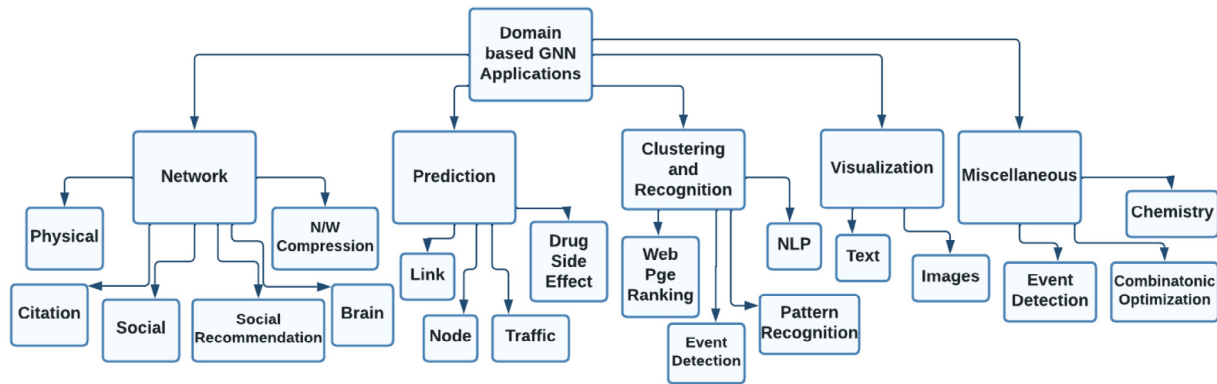 Domain
based GNN
Applications
Network
Prediction
Clustering
and
Recognition
Visualization
Miscellaneous
Physical
N/W
Compression
Citation
Social
Social
Recommendation
Brain
Link
Node
Traffic
Drug
Side
Effect
Web
Pge
Ranking
Event
Detection
Pattern
Recognition
NLP
Text
Images
Event
Detection
Combinatonic
Optimization
Chemistry